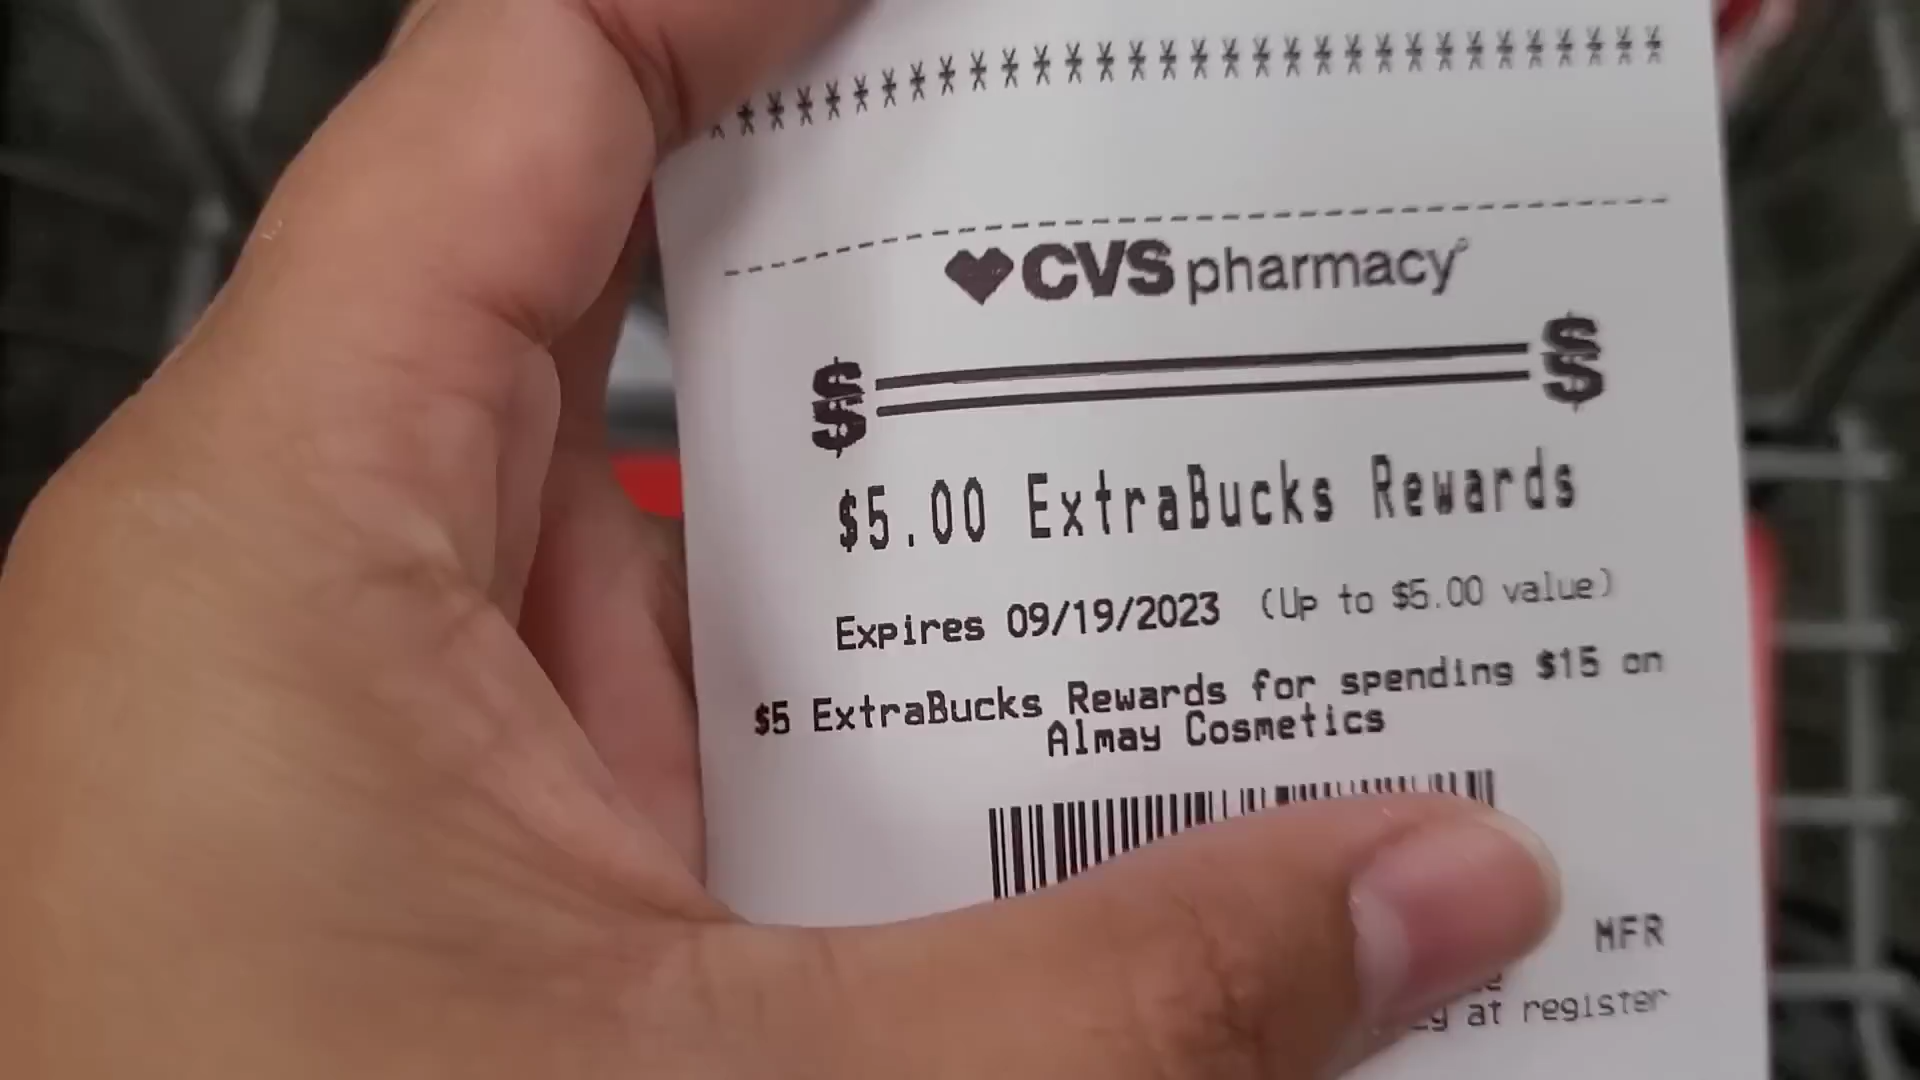 *****************************
CVS pharmacy®
$ $
$5.00 ExtraBucks Rewards
Expires 09/19/2023 (Up to $5.00 value)
$5 ExtraBucks Rewards for spending $15 on
Almay Cosmetics
MFR
at register